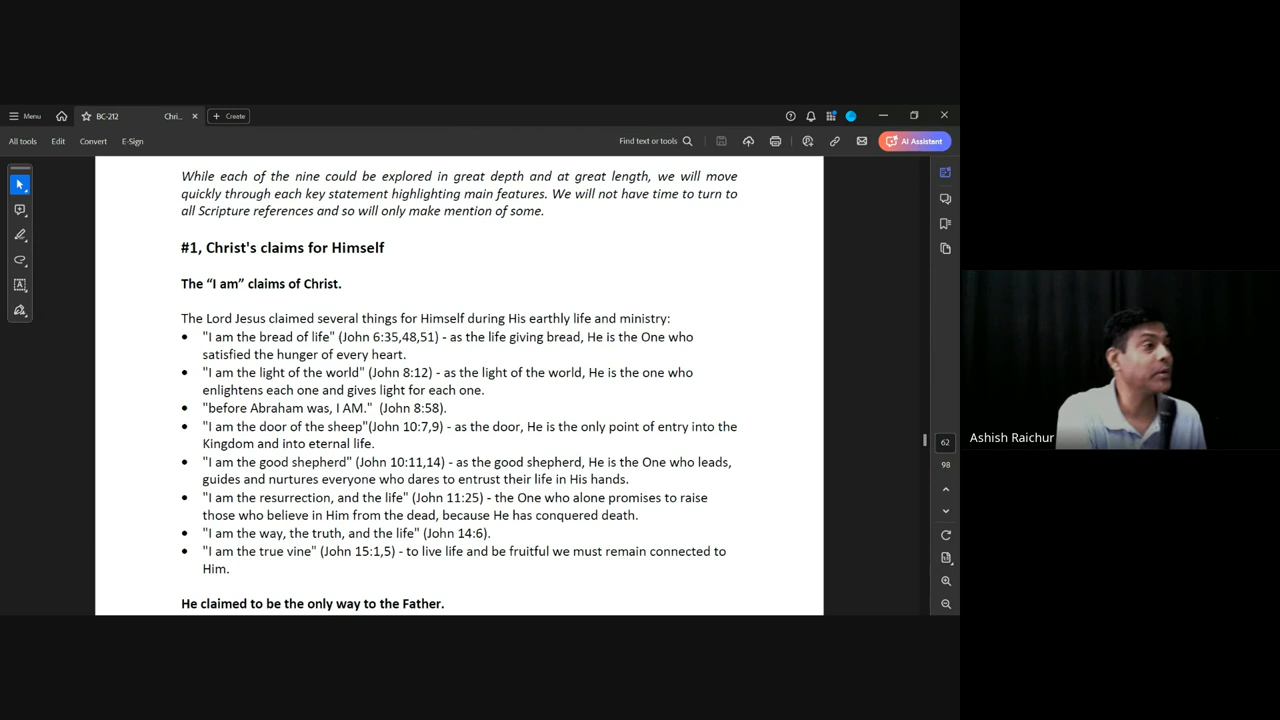 Menu
BC-212
Chri...
Create
All tools
Edit
Convert
E-Sign
Find text or tools
AI Assistant
While each of the nine could be explored in great depth and at great length, we will move
quickly through each key statement highlighting main features. We will not have time to turn to
all Scripture references and so will only make mention of some.
#1, Christ's claims for Himself
The “I am” claims of Christ.
The Lord Jesus claimed several things for Himself during His earthly life and ministry:
• "I am the bread of life" (John 6:35,48,51) - as the life giving bread, He is the One who
satisfied the hunger of every heart.
• "I am the light of the world" (John 8:12) - as the light of the world, He is the one who
enlightens each one and gives light for each one.
• "before Abraham was, I AM."  (John 8:58).
• "I am the door of the sheep"(John 10:7,9) - as the door, He is the only point of entry into the
Kingdom and into eternal life.
• "I am the good shepherd" (John 10:11,14) - as the good shepherd, He is the One who leads,
guides and nurtures everyone who dares to entrust their life in His hands.
• "I am the resurrection, and the life" (John 11:25) - the One who alone promises to raise
those who believe in Him from the dead, because He has conquered death.
• "I am the way, the truth, and the life" (John 14:6).
• "I am the true vine" (John 15:1,5) - to live life and be fruitful we must remain connected to
Him.
He claimed to be the only way to the Father.
62
98
Ashish Raichur